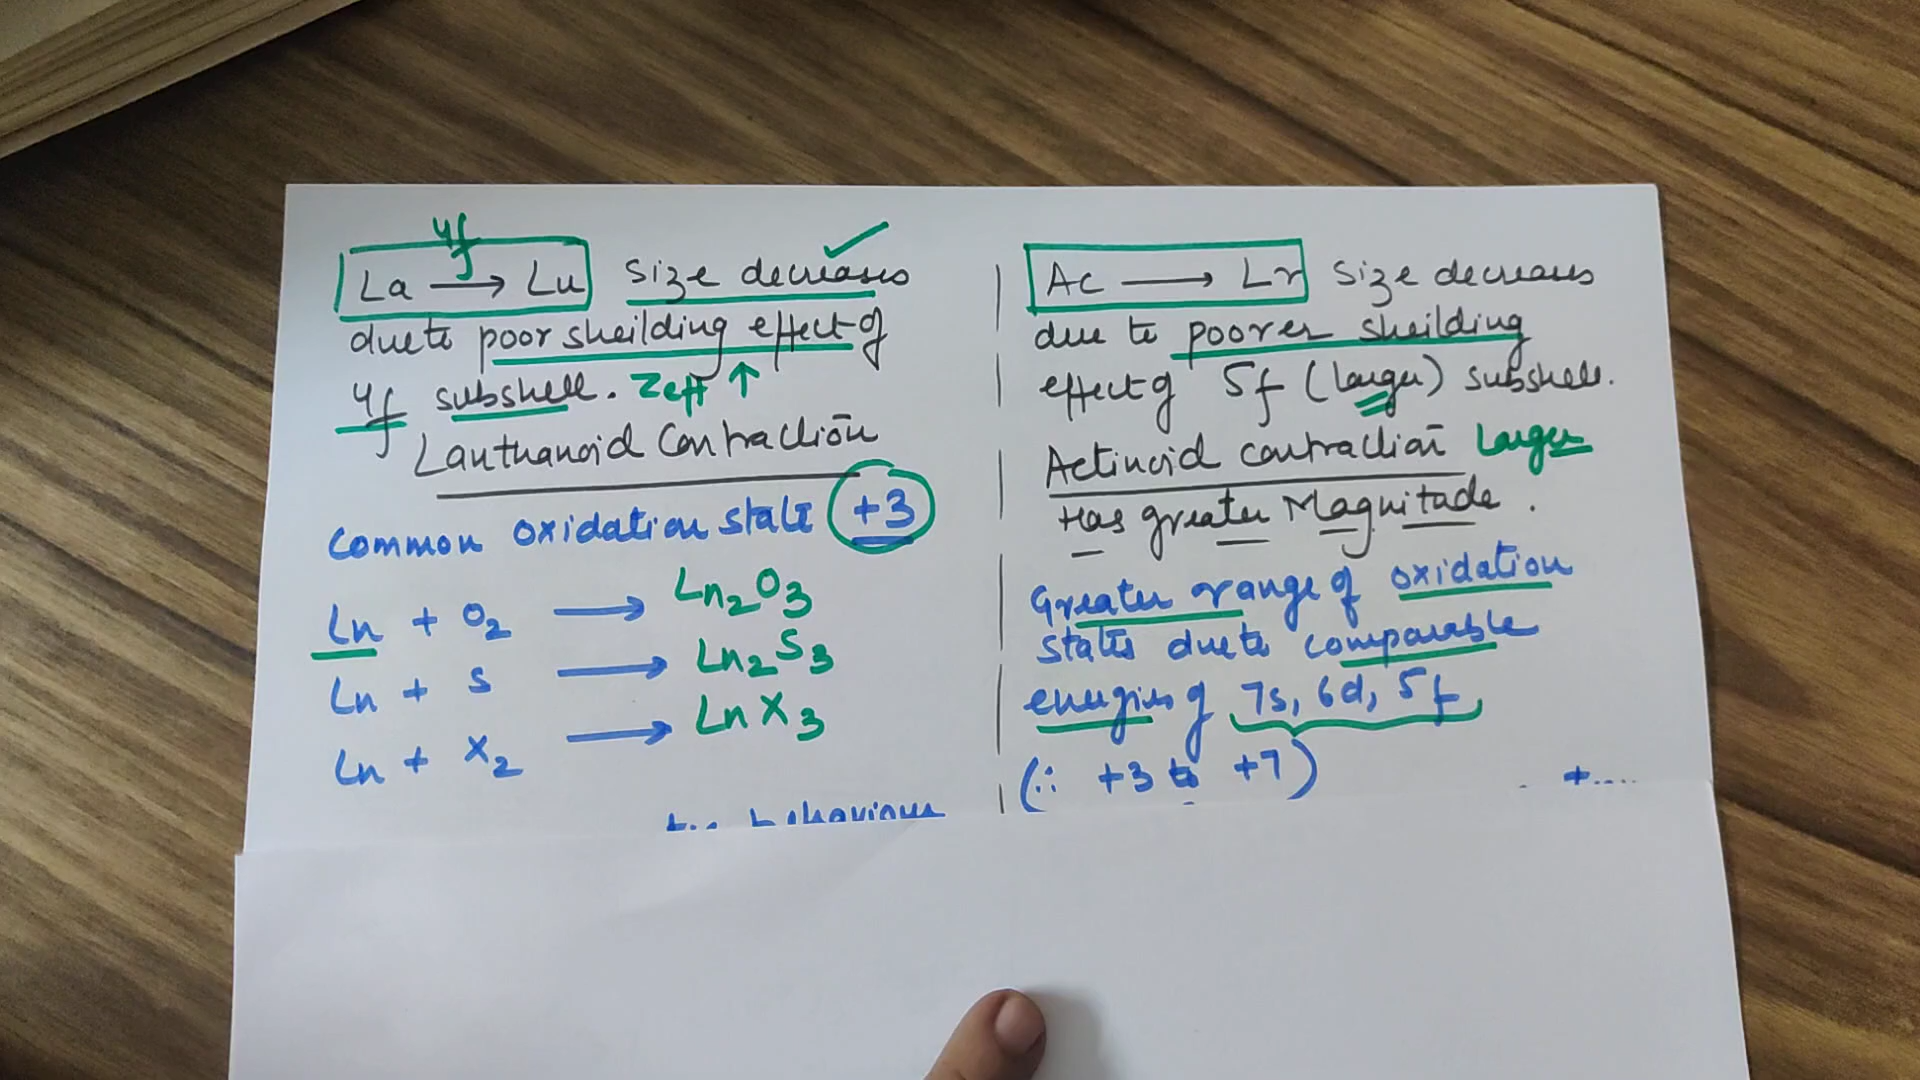 4f
La → Lu size decreases
due to poor sheilding effect of
4f subshell. Zeff ↑
Lanthanoid Contraction
Common oxidation state +3
Ln + O2 → Ln2O3
Ln + S → Ln2S3
Ln + X2 → LnX3
behaviour
Ac → Lr size decreases
due to poorer sheilding
effect of 5f (larger) subshell.
Actinoid contraction Larger
Has greater Magnitude.
Greater range of oxidation
states due to comparable
energies of 7s, 6d, 5f
(∵ +3 to +7)